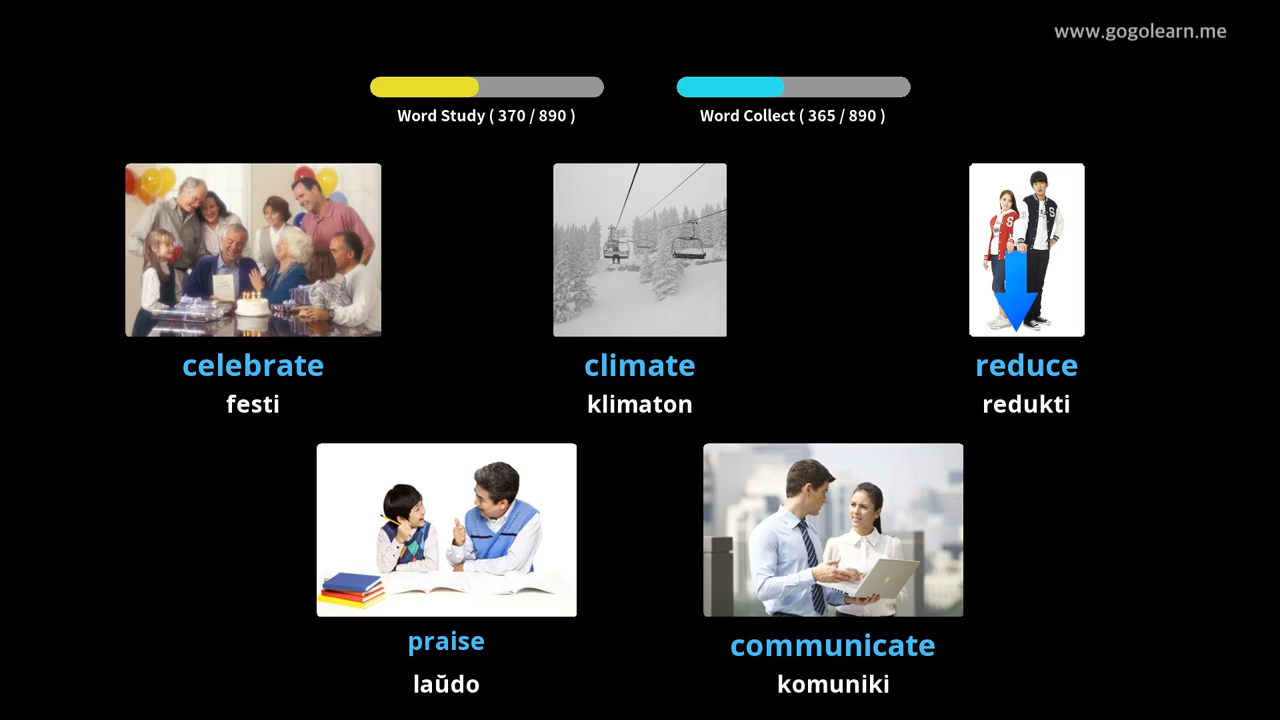 www.gogolearn.me
Word Study ( 370 / 890 )
Word Collect ( 365 / 890 )
celebrate
festi
climate
klimaton
reduce
redukti
praise
laŭdo
communicate
komuniki